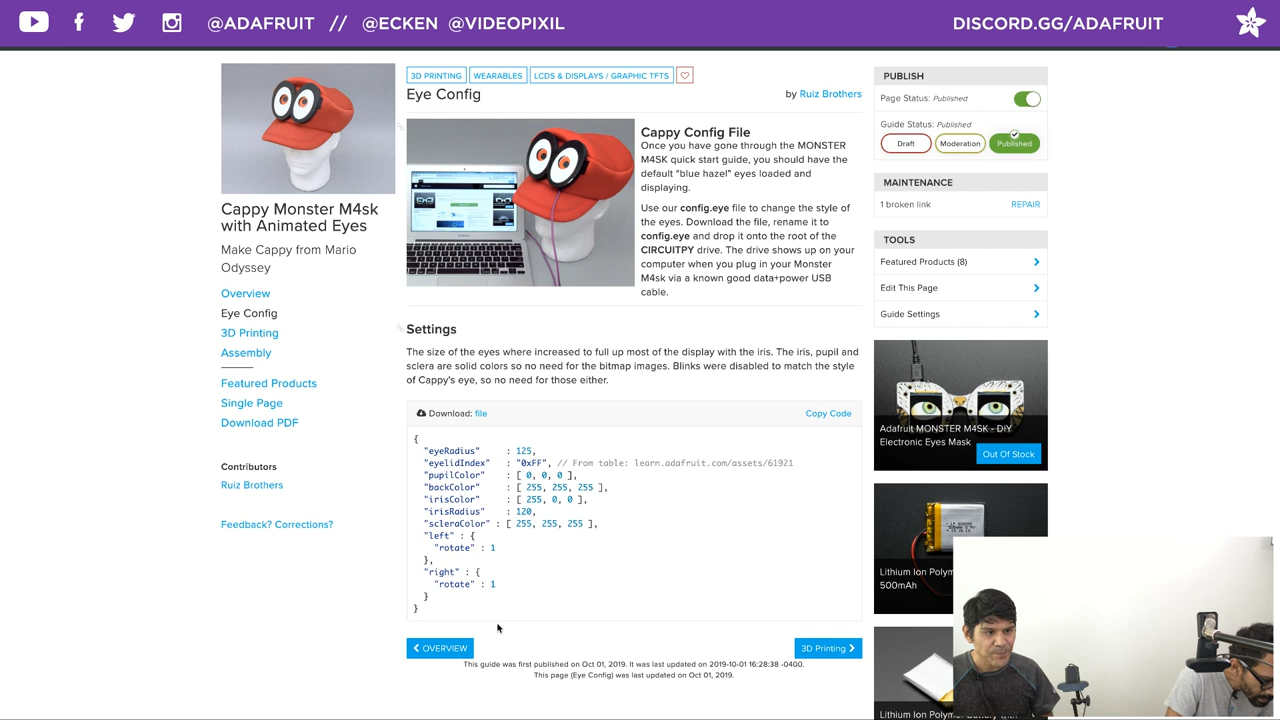 @ADAFRUIT // @ECKEN @VIDEOPIXIL
DISCORD.GG/ADAFRUIT
Cappy Monster M4sk
with Animated Eyes
Make Cappy from Mario
Odyssey
Overview
Eye Config
3D Printing
Assembly
Featured Products
Single Page
Download PDF
Contributors
Ruiz Brothers
Feedback? Corrections?
3D PRINTING
WEARABLES
LCDS & DISPLAYS / GRAPHIC TFTS
Eye Config
by Ruiz Brothers
Cappy Config File
Once you have gone through the MONSTER
M4SK quick start guide, you should have the
default "blue hazel" eyes loaded and
displaying.
Use our config.eye file to change the style of
the eyes. Download the file, rename it to
config.eye and drop it onto the root of the
CIRCUITPY drive. The drive shows up on your
computer when you plug in your Monster
M4sk via a known good data+power USB
cable.
Settings
The size of the eyes where increased to full up most of the display with the iris. The iris, pupil and
sclera are solid colors so no need for the bitmap images. Blinks were disabled to match the style
of Cappy's eye, so no need for those either.
Download: file
Copy Code
{
"eyeRadius" : 125,
"eyelidIndex" : "0xFF", // From table: learn.adafruit.com/assets/61921
"pupilColor" : [ 0, 0, 0 ],
"backColor" : [ 255, 255, 255 ],
"irisColor" : [ 255, 0, 0 ],
"irisRadius" : 120,
"scleraColor" : [ 255, 255, 255 ],
"left" : {
"rotate" : 1
},
"right" : {
"rotate" : 1
}
}
OVERVIEW
3D Printing
This guide was first published on Oct 01, 2019. It was last updated on 2019-10-01 16:28:38 -0400.
This page (Eye Config) was last updated on Oct 01, 2019.
PUBLISH
Page Status: Published
Guide Status: Published
Draft
Moderation
Published
MAINTENANCE
1 broken link
REPAIR
TOOLS
Featured Products (8)
Edit This Page
Guide Settings
Adafruit MONSTER M4SK - DIY
Electronic Eyes Mask
Out Of Stock
Lithium Ion Polym
500mAh
Lithium Ion Polymer